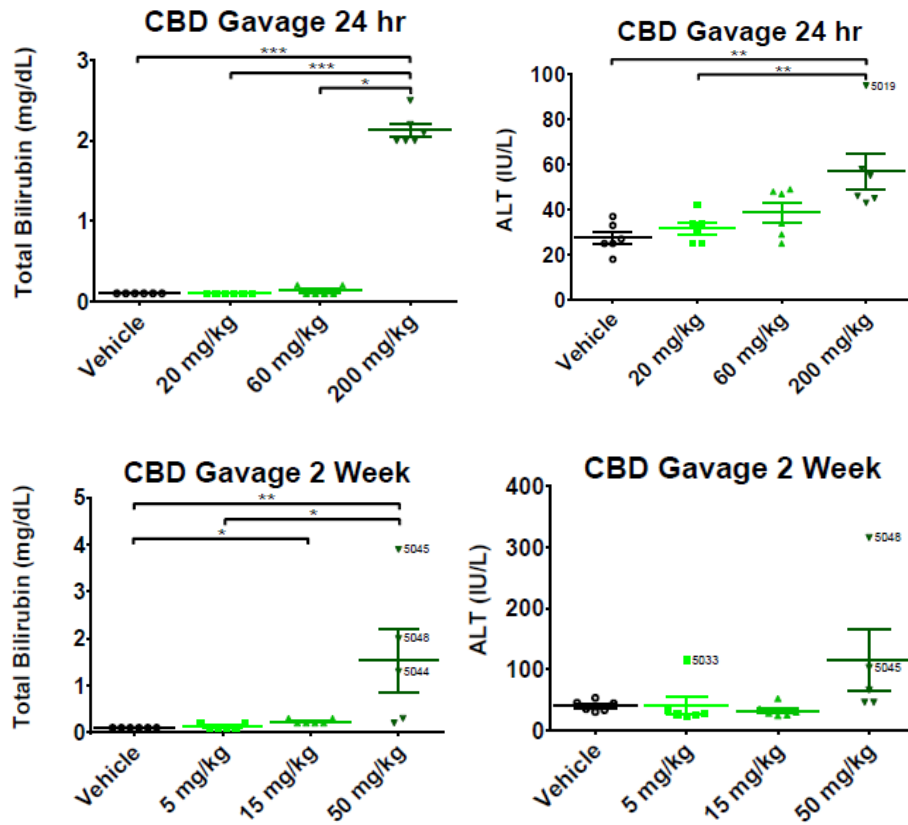 CBD Gavage 24 hr
***
***
*
Total Bilirubin (mg/dL)
3
2
1
0
Vehicle
20 mg/kg
60 mg/kg
200 mg/kg
CBD Gavage 24 hr
**
**
ALT (IU/L)
100
80
60
40
20
0
5019
Vehicle
20 mg/kg
60 mg/kg
200 mg/kg
CBD Gavage 2 Week
**
*
*
Total Bilirubin (mg/dL)
5
4
3
2
1
0
5045
5048
5044
Vehicle
5 mg/kg
15 mg/kg
50 mg/kg
CBD Gavage 2 Week
ALT (IU/L)
400
300
200
100
0
5048
5033
5045
Vehicle
5 mg/kg
15 mg/kg
50 mg/kg